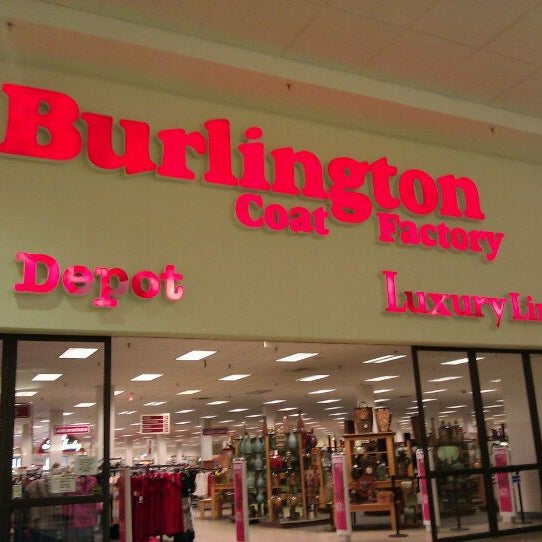 Burlington
Coat Factory
Depot
Luxury Lin